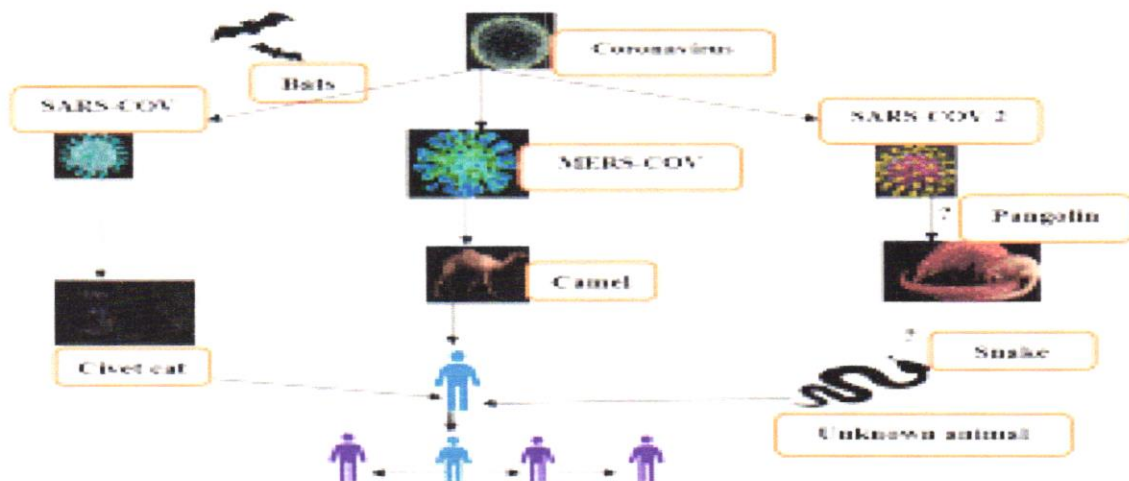 Coronavirus
Bats
SARS-COV
SARS COV 2
MERS-COV
? Pangolin
Camel
? Snake
Civet cat
Unknown animal